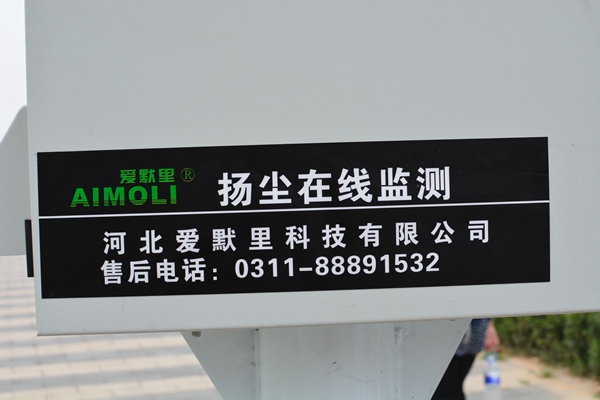 爱默里®
AIMOLI
扬尘在线监测
河北爱默里科技有限公司
售后电话：0311-88891532